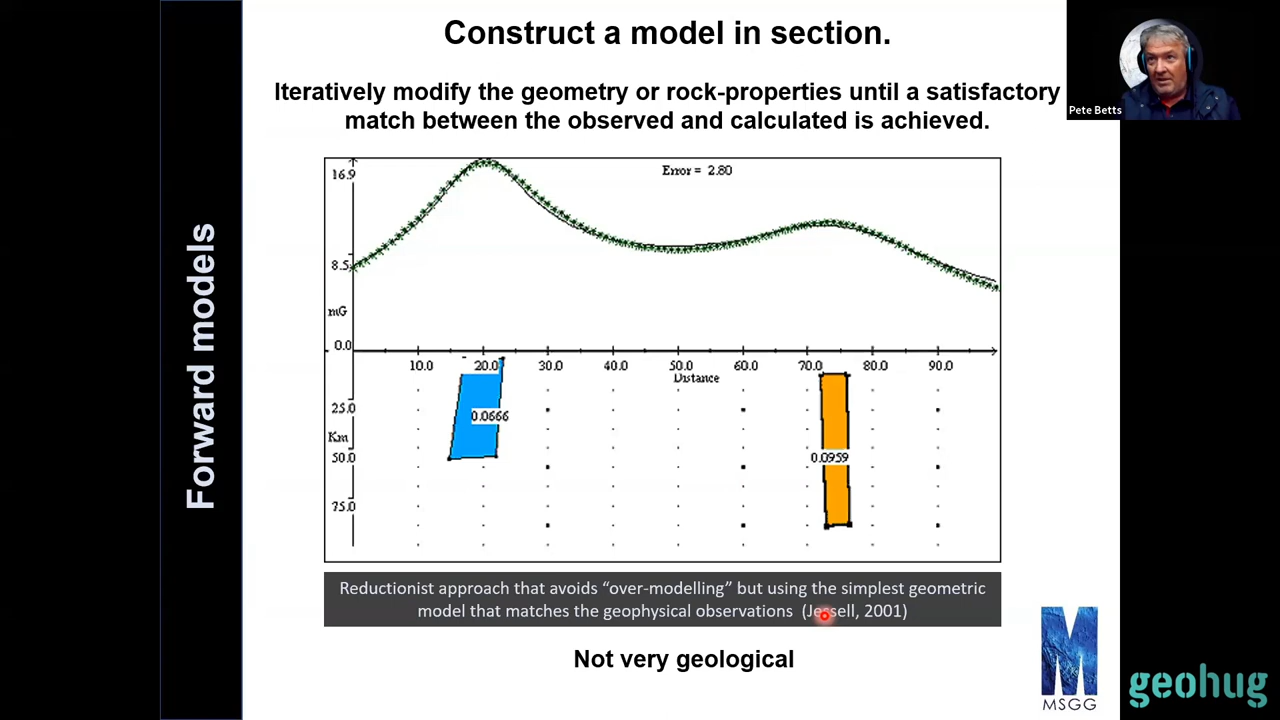 Construct a model in section.
Iteratively modify the geometry or rock-properties until a satisfactory
match between the observed and calculated is achieved.
Pete Betts
Forward models
Error = 2.80
16.9
8.5
mG
0.0
10.0 20.0 30.0 40.0 50.0 60.0 70.0 80.0 90.0
Distance
25.0
Km
50.0
75.0
0.0666
0.0959
Reductionist approach that avoids “over-modelling” but using the simplest geometric
model that matches the geophysical observations (Jessell, 2001)
Not very geological
M
MSGG
geohug